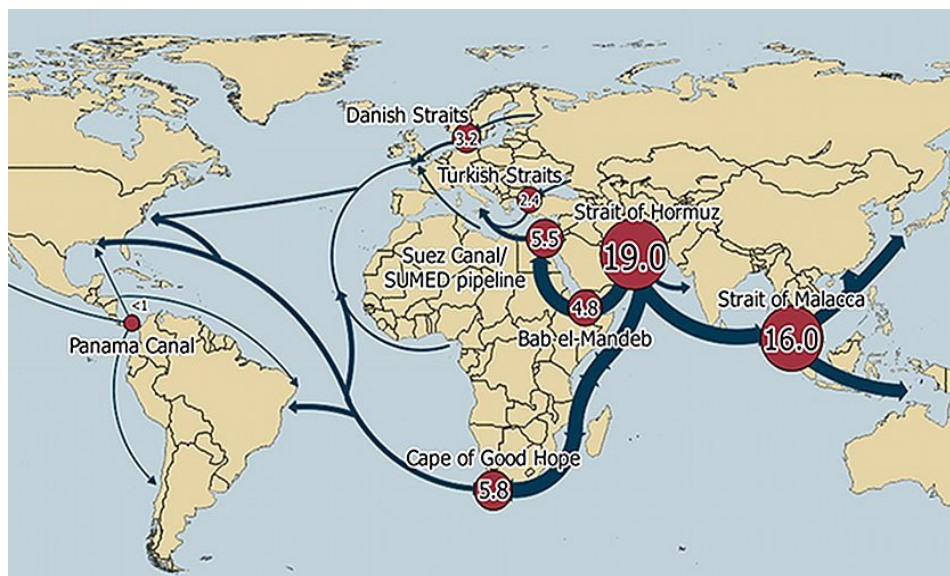 Danish Straits
3.2
Turkish Straits
2.4
Strait of Hormuz
5.5
19.0
Suez Canal/
SUMED pipeline
4.8
Bab el-Mandeb
Strait of Malacca
16.0
<1
Panama Canal
Cape of Good Hope
5.8